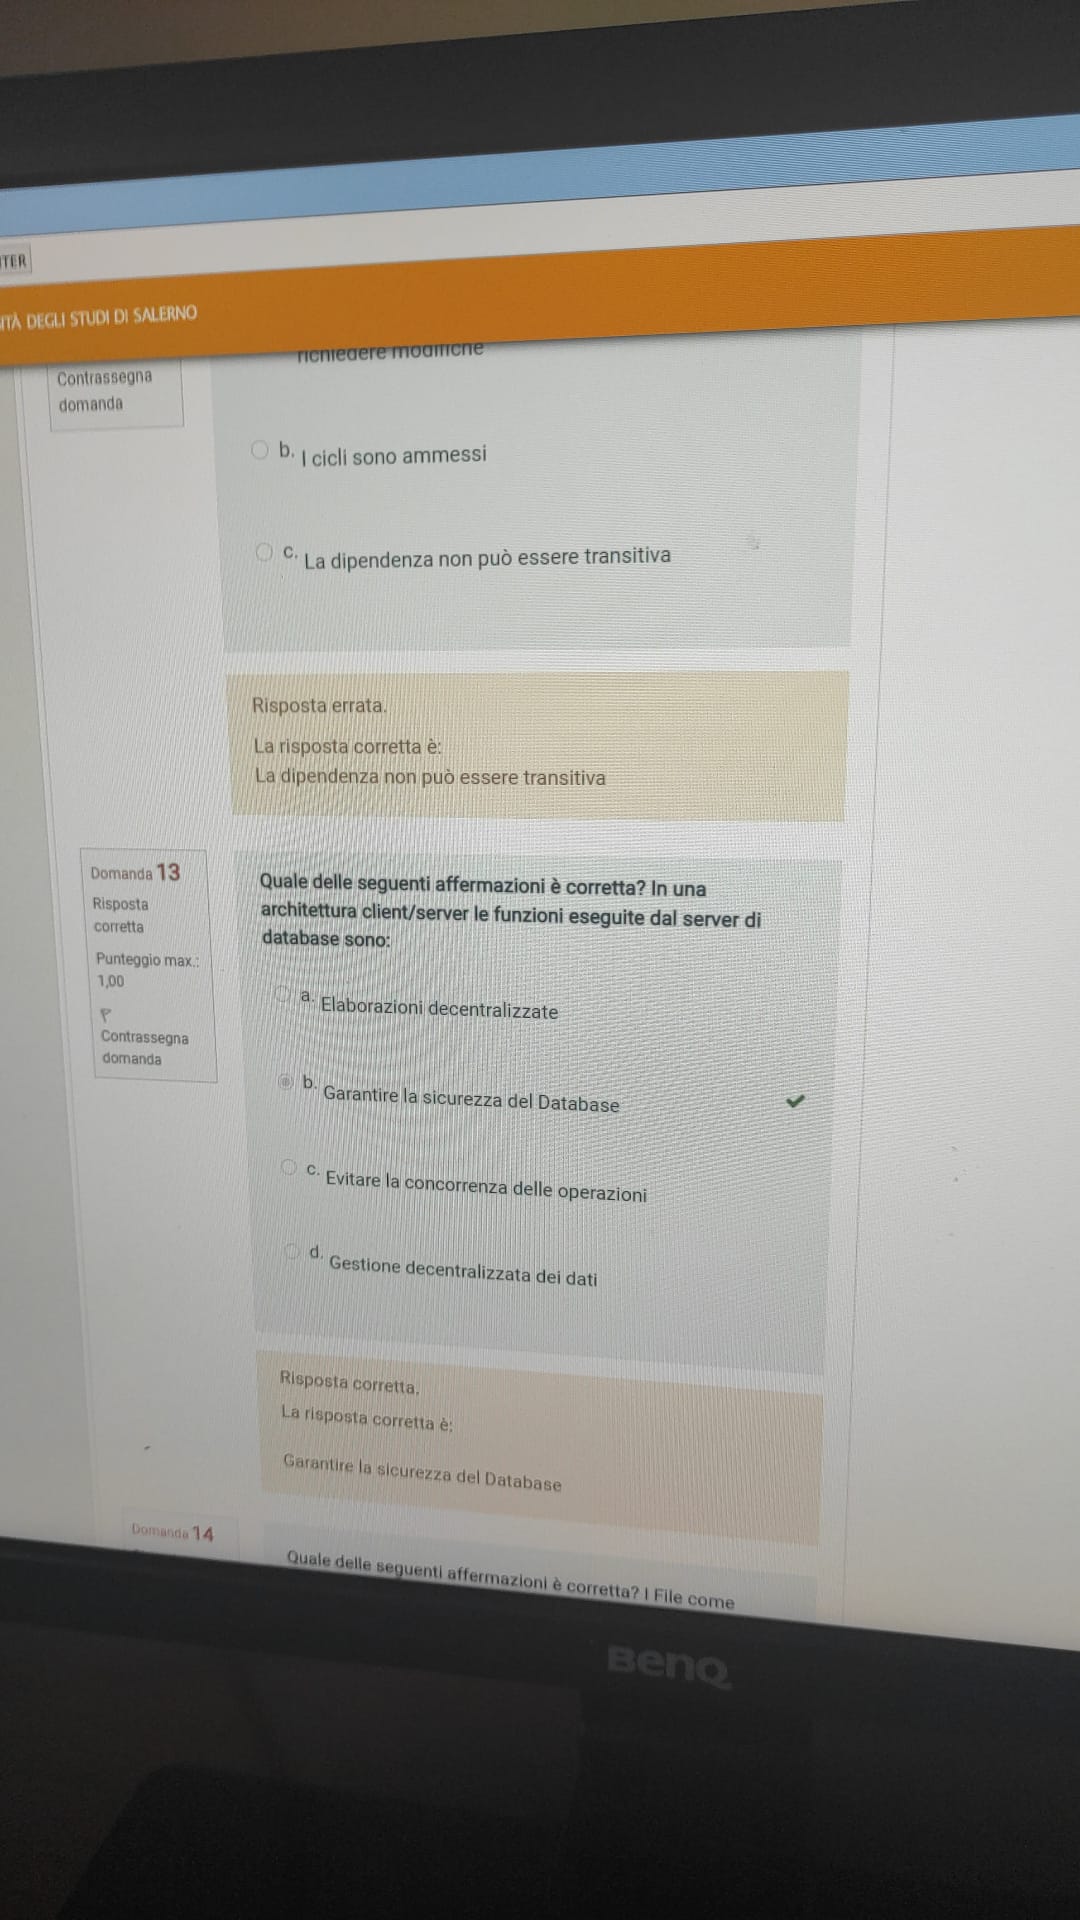 TER
ITÀ DEGLI STUDI DI SALERNO
richiedere modifiche
Contrassegna
domanda
b. I cicli sono ammessi
c. La dipendenza non può essere transitiva
Risposta errata.
La risposta corretta è:
La dipendenza non può essere transitiva
Domanda 13
Risposta
corretta
Punteggio max.:
1,00
Contrassegna
domanda
Quale delle seguenti affermazioni è corretta? In una
architettura client/server le funzioni eseguite dal server di
database sono:
a. Elaborazioni decentralizzate
b. Garantire la sicurezza del Database
c. Evitare la concorrenza delle operazioni
d. Gestione decentralizzata dei dati
Risposta corretta.
La risposta corretta è:
Garantire la sicurezza del Database
Domanda 14
Quale delle seguenti affermazioni è corretta? I File come
BenQ